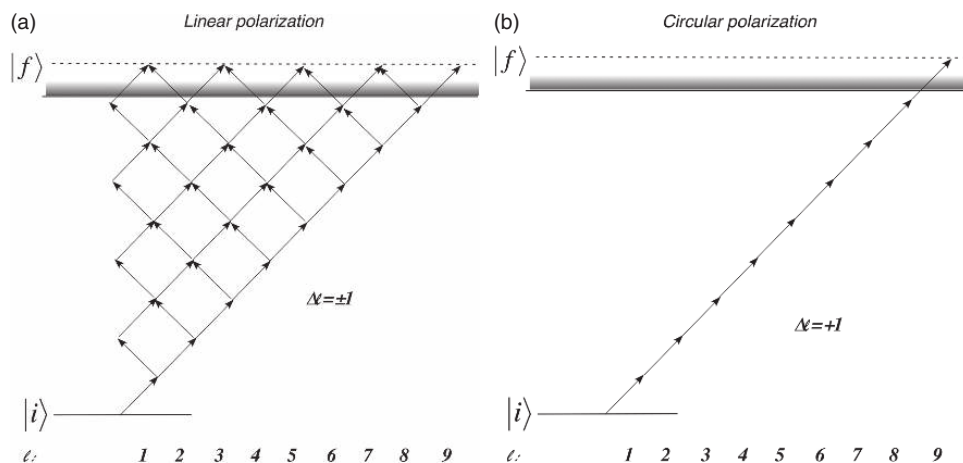 (a) Linear polarization
|f⟩
Δℓ=±1
|i⟩
ℓ: 1 2 3 4 5 6 7 8 9
(b) Circular polarization
|f⟩
Δℓ=+1
|i⟩
ℓ: 1 2 3 4 5 6 7 8 9